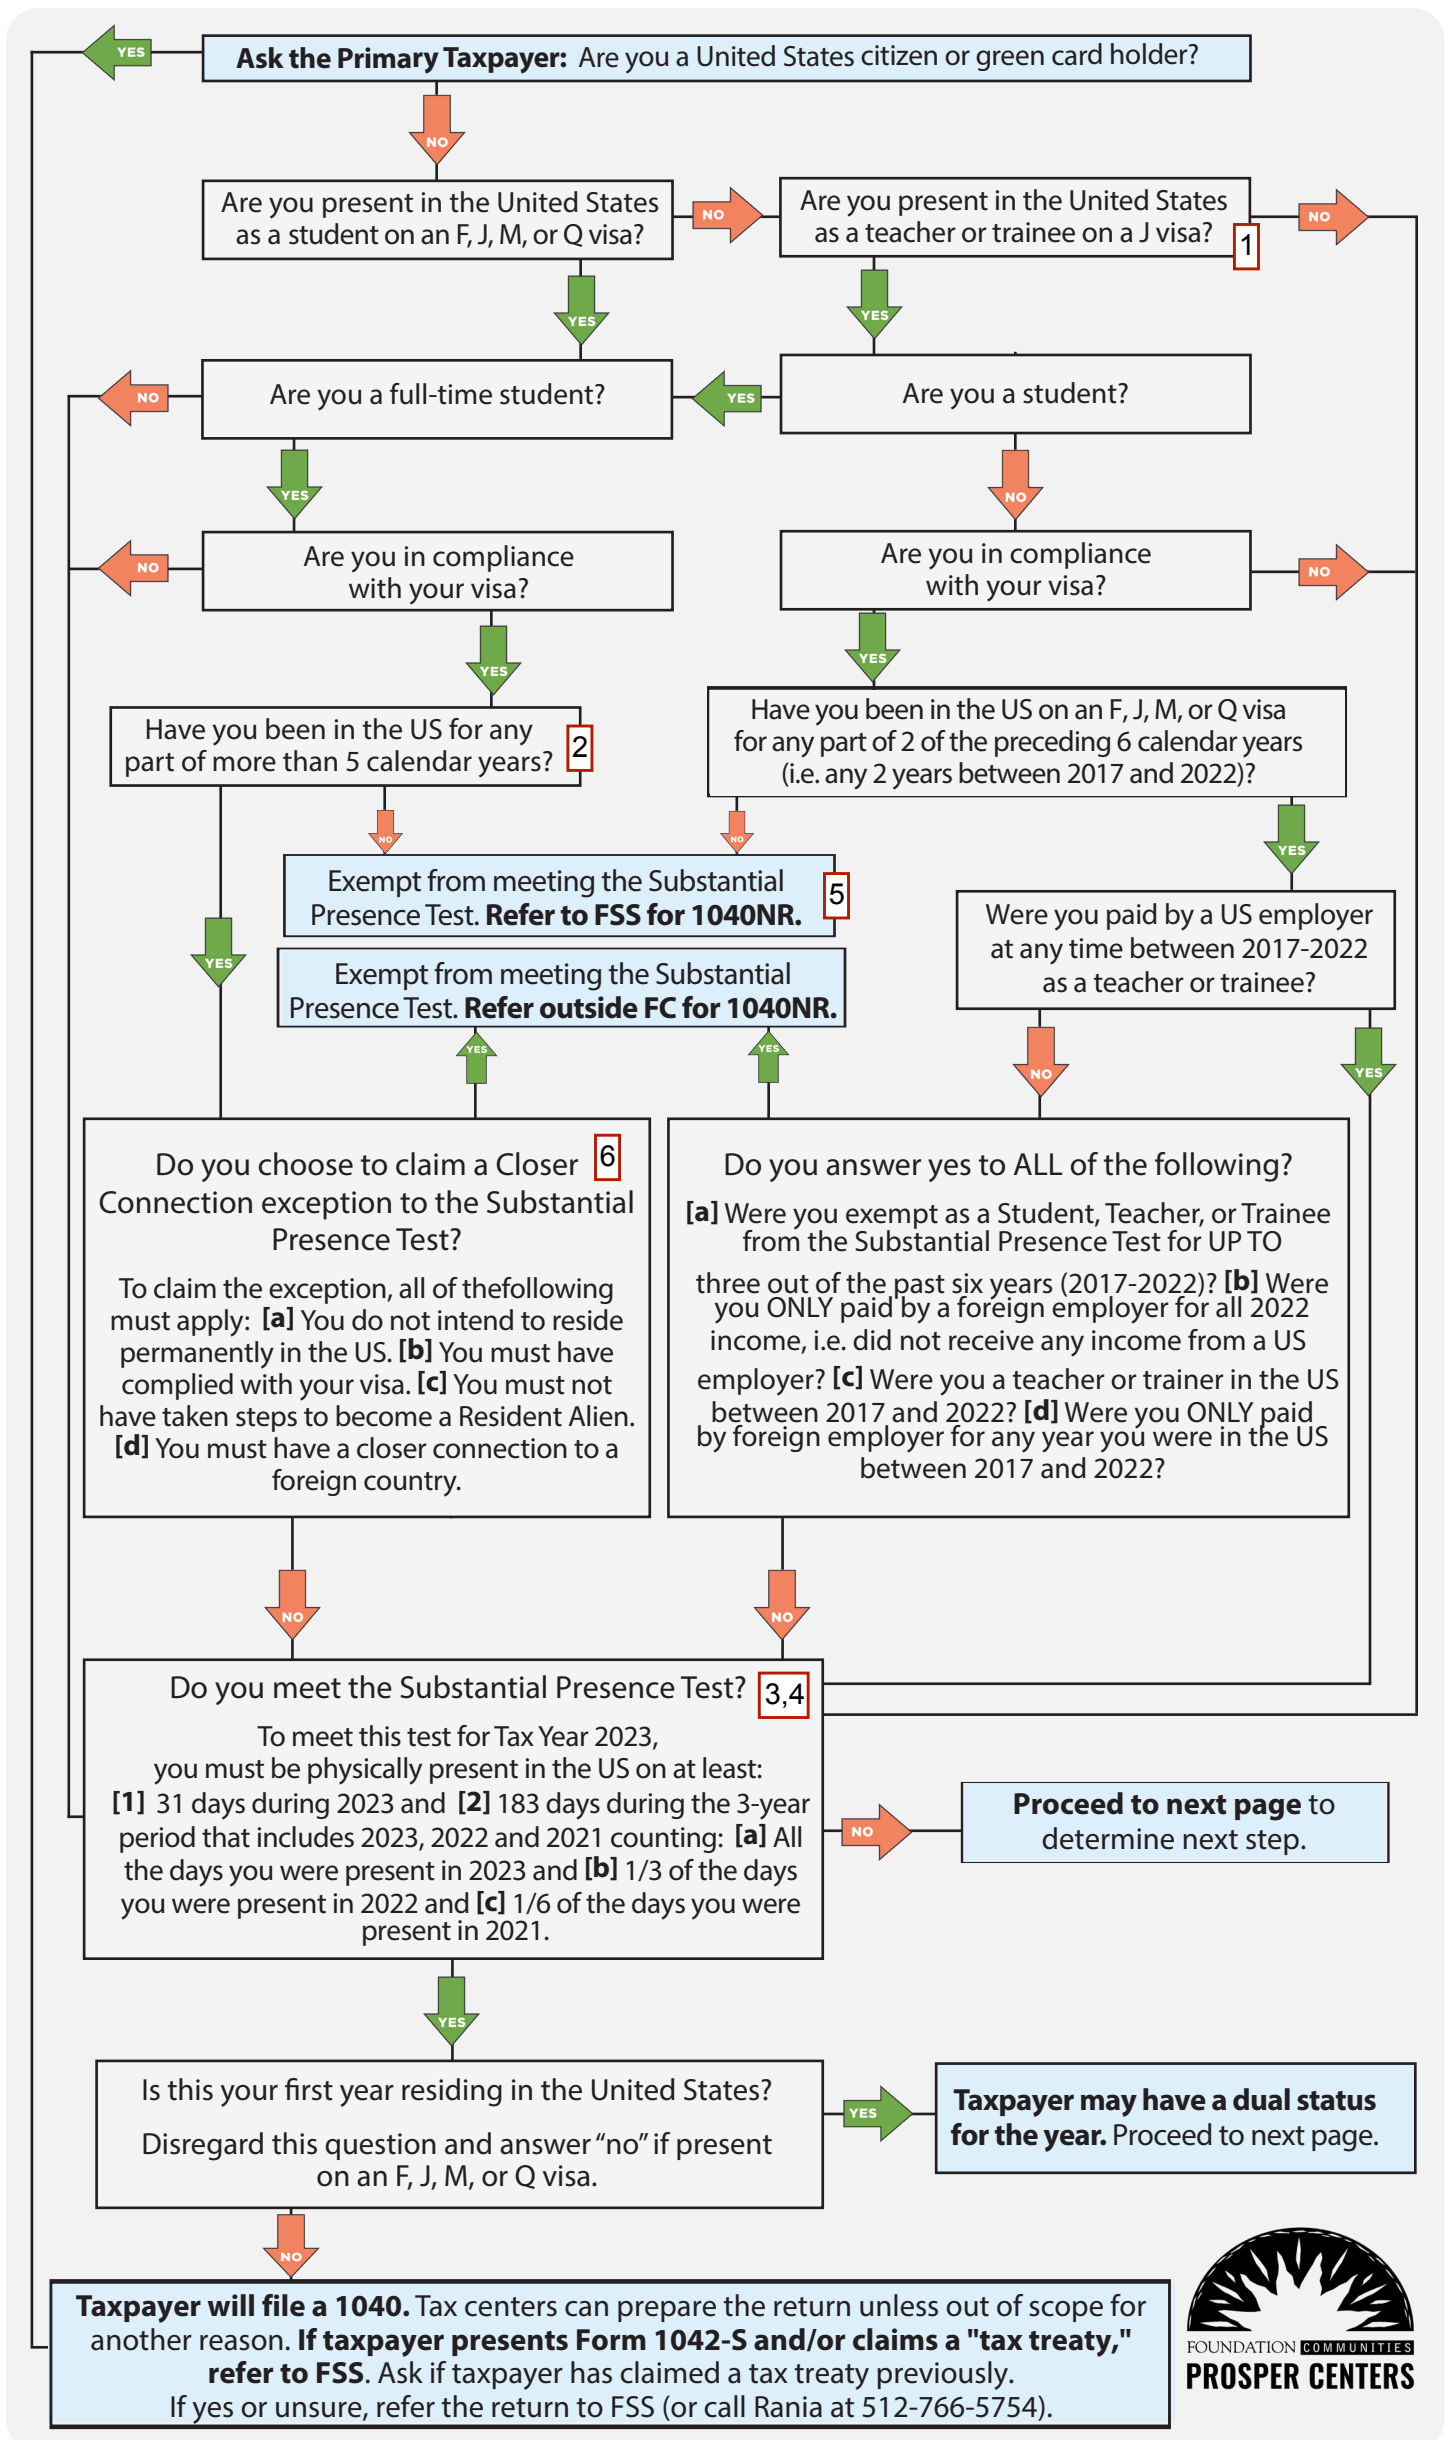 YES
Ask the Primary Taxpayer: Are you a United States citizen or green card holder?
NO
Are you present in the United States
as a student on an F, J, M, or Q visa?
NO
Are you present in the United States
as a teacher or trainee on a J visa?
1
NO
YES
YES
NO
Are you a full-time student?
YES
Are you a student?
YES
NO
NO
Are you in compliance
with your visa?
Are you in compliance
with your visa?
NO
YES
YES
Have you been in the US for any
part of more than 5 calendar years?
2
Have you been in the US on an F, J, M, or Q visa
for any part of 2 of the preceding 6 calendar years
(i.e. any 2 years between 2017 and 2022)?
NO
NO
YES
Exempt from meeting the Substantial
Presence Test. Refer to FSS for 1040NR.
5
YES
Were you paid by a US employer
at any time between 2017-2022
as a teacher or trainee?
Exempt from meeting the Substantial
Presence Test. Refer outside FC for 1040NR.
YES
YES
NO
YES
Do you choose to claim a Closer
Connection exception to the Substantial
Presence Test?
6
To claim the exception, all of thefollowing
must apply: [a] You do not intend to reside
permanently in the US. [b] You must have
complied with your visa. [c] You must not
have taken steps to become a Resident Alien.
[d] You must have a closer connection to a
foreign country.
Do you answer yes to ALL of the following?
[a] Were you exempt as a Student, Teacher, or Trainee
from the Substantial Presence Test for UP TO
three out of the past six years (2017-2022)? [b] Were
you ONLY paid by a foreign employer for all 2022
income, i.e. did not receive any income from a US
employer? [c] Were you a teacher or trainer in the US
between 2017 and 2022? [d] Were you ONLY paid
by foreign employer for any year you were in the US
between 2017 and 2022?
NO
NO
Do you meet the Substantial Presence Test?
3,4
To meet this test for Tax Year 2023,
you must be physically present in the US on at least:
[1] 31 days during 2023 and [2] 183 days during the 3-year
period that includes 2023, 2022 and 2021 counting: [a] All
the days you were present in 2023 and [b] 1/3 of the days
you were present in 2022 and [c] 1/6 of the days you were
present in 2021.
NO
Proceed to next page to
determine next step.
YES
Is this your first year residing in the United States?
Disregard this question and answer “no” if present
on an F, J, M, or Q visa.
YES
Taxpayer may have a dual status
for the year. Proceed to next page.
NO
Taxpayer will file a 1040. Tax centers can prepare the return unless out of scope for
another reason. If taxpayer presents Form 1042-S and/or claims a "tax treaty,"
refer to FSS. Ask if taxpayer has claimed a tax treaty previously.
If yes or unsure, refer the return to FSS (or call Rania at 512-766-5754).
FOUNDATION COMMUNITIES
PROSPER CENTERS